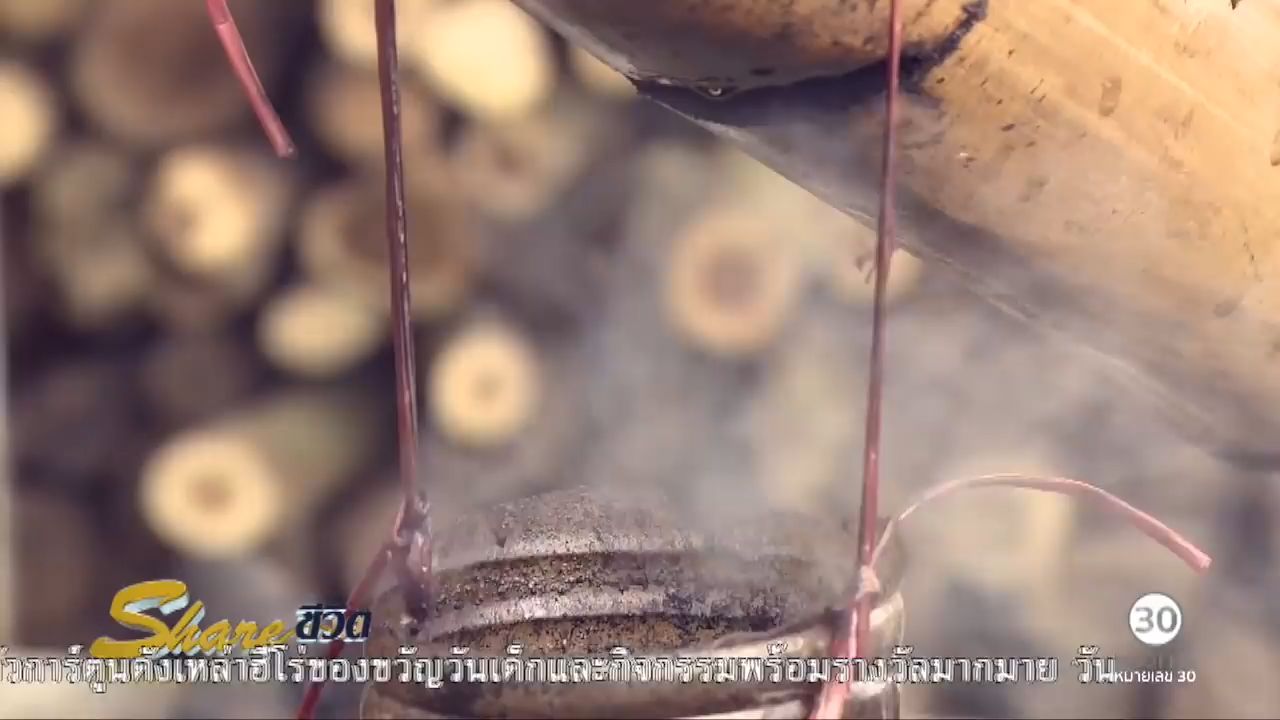 30
Share ชีวิต
วการ์ตูนดังเหล่าฮีโร่ของขวัญวันเด็กและกิจกรรมพร้อมรางวัลมากมาย วัน
หมายเลข 30